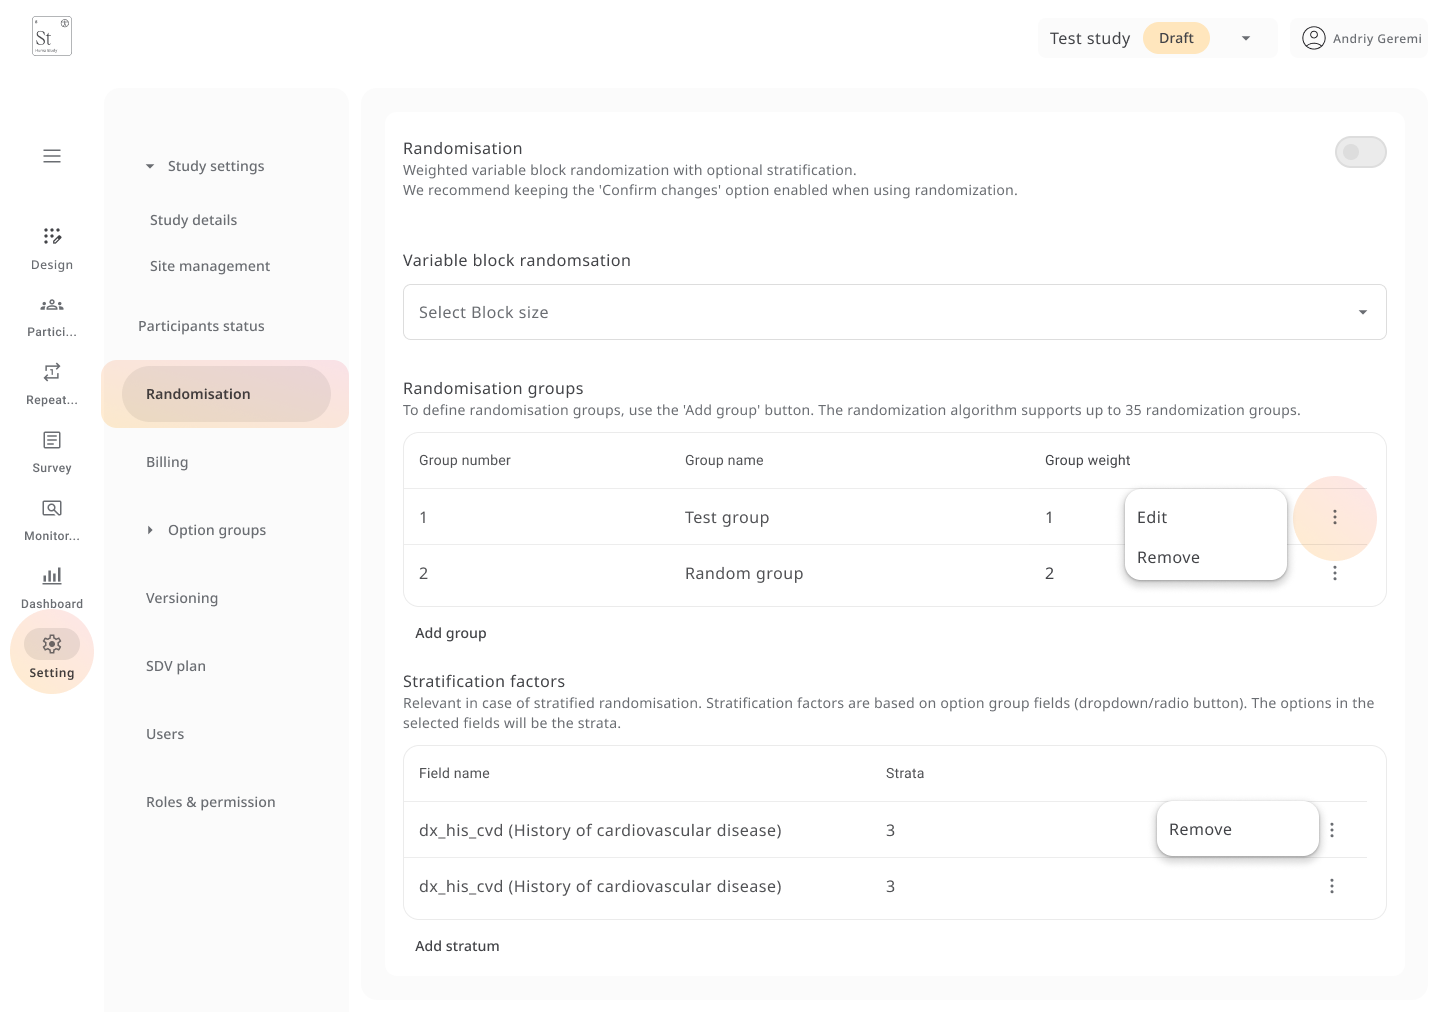 St
Test study
Draft
Andriy Geremi
Design
Partici...
Repeat...
Survey
Monitor...
Dashboard
Setting
Study settings
Study details
Site management
Participants status
Randomisation
Billing
Option groups
Versioning
SDV plan
Users
Roles & permission
Randomisation
Weighted variable block randomization with optional stratification.
We recommend keeping the 'Confirm changes' option enabled when using randomization.
Variable block randomsation
Select Block size
Randomisation groups
To define randomisation groups, use the 'Add group' button. The randomization algorithm supports up to 35 randomization groups.
Group number Group name Group weight
1 Test group 1
2 Random group 2
Edit
Remove
Add group
Stratification factors
Relevant in case of stratified randomisation. Stratification factors are based on option group fields (dropdown/radio button). The options in the
selected fields will be the strata.
Field name Strata
dx_his_cvd (History of cardiovascular disease) 3
Remove
dx_his_cvd (History of cardiovascular disease) 3
Add stratum